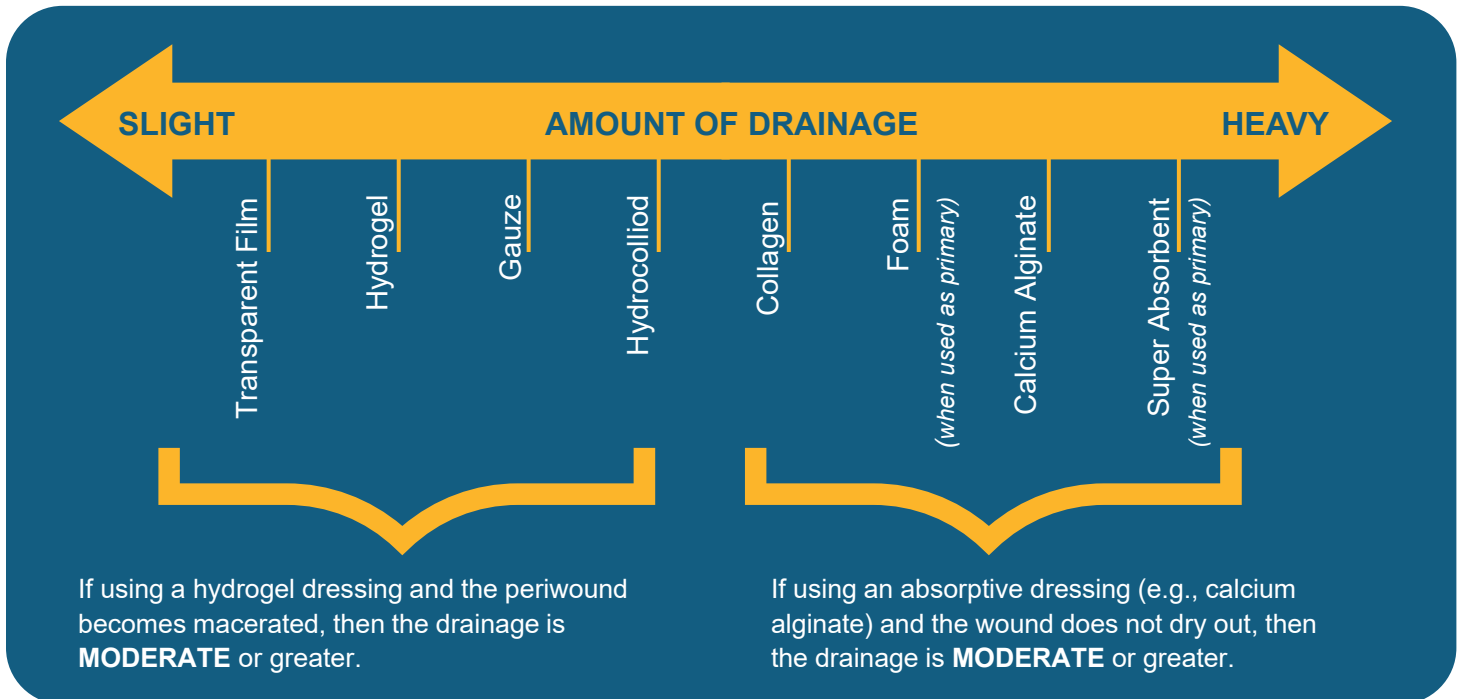 SLIGHT
AMOUNT OF DRAINAGE
HEAVY
Transparent Film
Hydrogel
Gauze
Hydrocolliod
Collagen
Foam
(when used as primary)
Calcium Alginate
Super Absorbent
(when used as primary)
If using a hydrogel dressing and the periwound
becomes macerated, then the drainage is
MODERATE or greater.
If using an absorptive dressing (e.g., calcium
alginate) and the wound does not dry out, then
the drainage is MODERATE or greater.